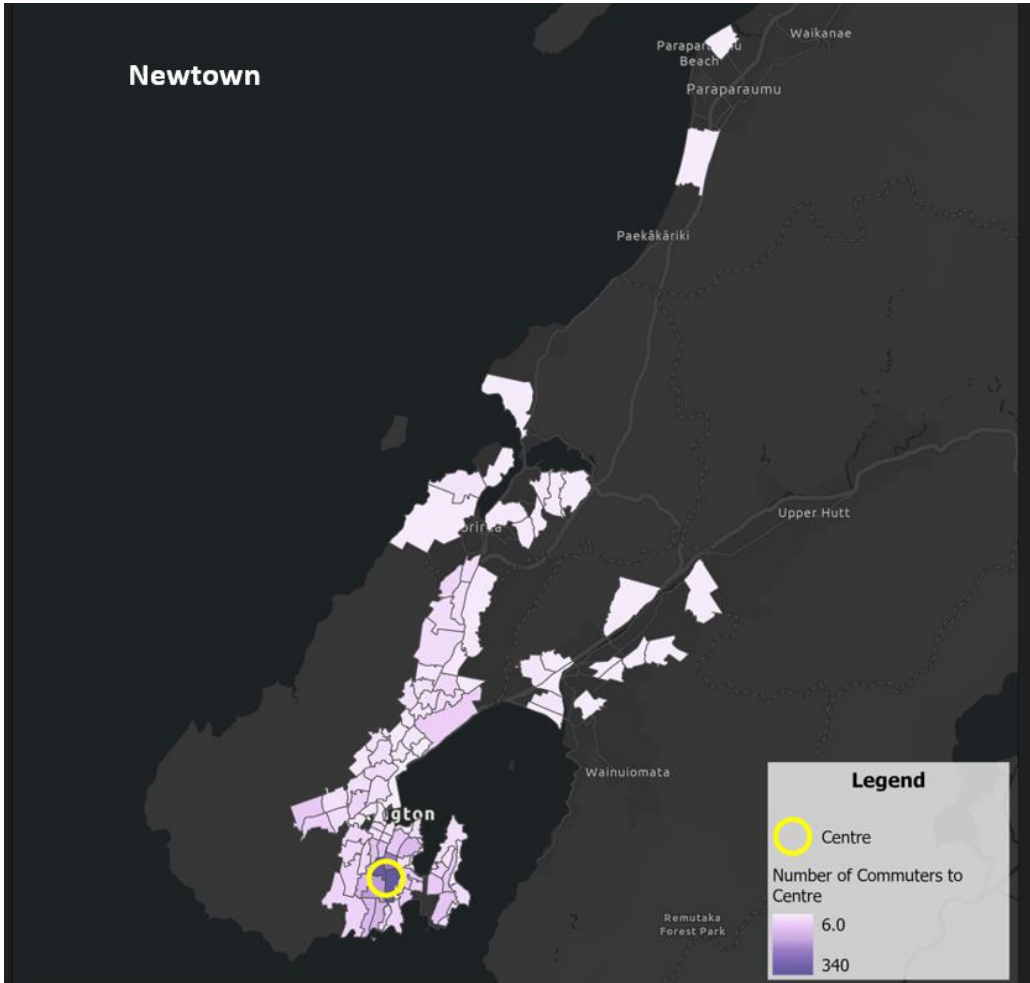 Newtown
Waikanae
Beach
Paraparaumu
Paekākāriki
Upper Hutt
Wainuiomata
Remutaka
Forest Park
Legend
Centre
Number of Commuters to
Centre
6.0
340